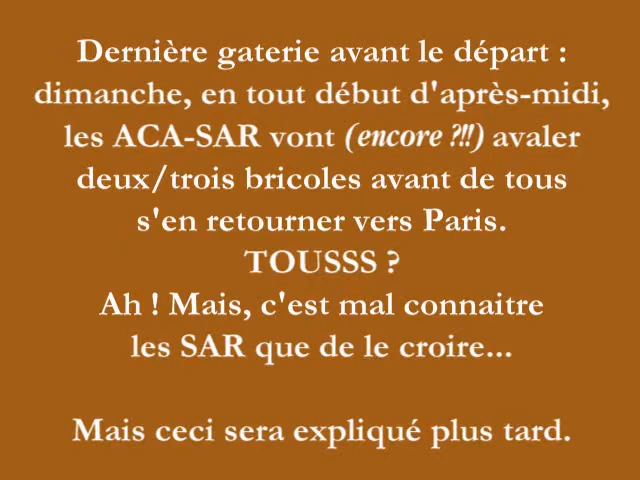 Dernière gaterie avant le départ :
dimanche, en tout début d'après-midi,
les ACA-SAR vont (encore ?!!) avaler
deux/trois bricoles avant de tous
s'en retourner vers Paris.
TOUSSS ?
Ah ! Mais, c'est mal connaitre
les SAR que de le croire...
Mais ceci sera expliqué plus tard.